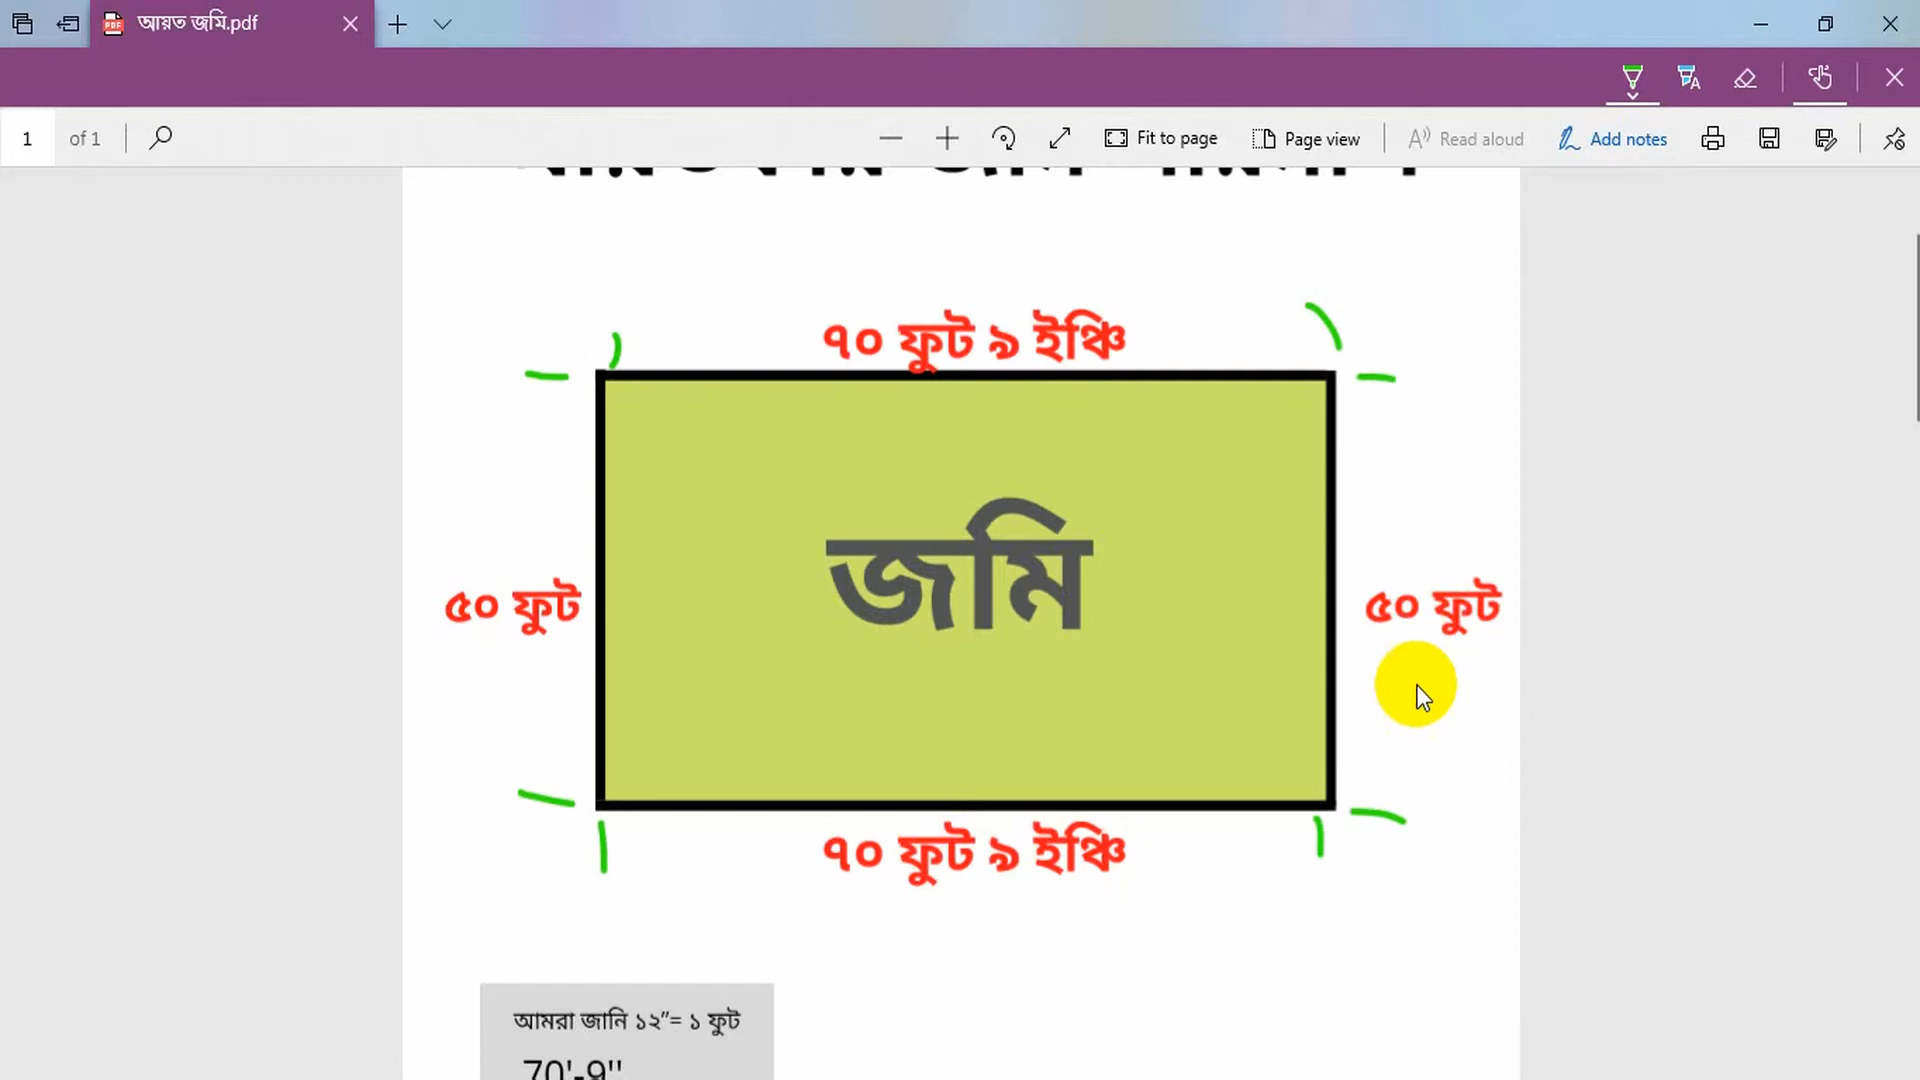 আয়ত জমি.pdf
1 of 1 Fit to page Page view Read aloud Add notes
৭০ ফুট ৯ ইঞ্চি
জমি
৫০ ফুট
৫০ ফুট
৭০ ফুট ৯ ইঞ্চি
আমরা জানি ১২”= ১ ফুট
70'-9"